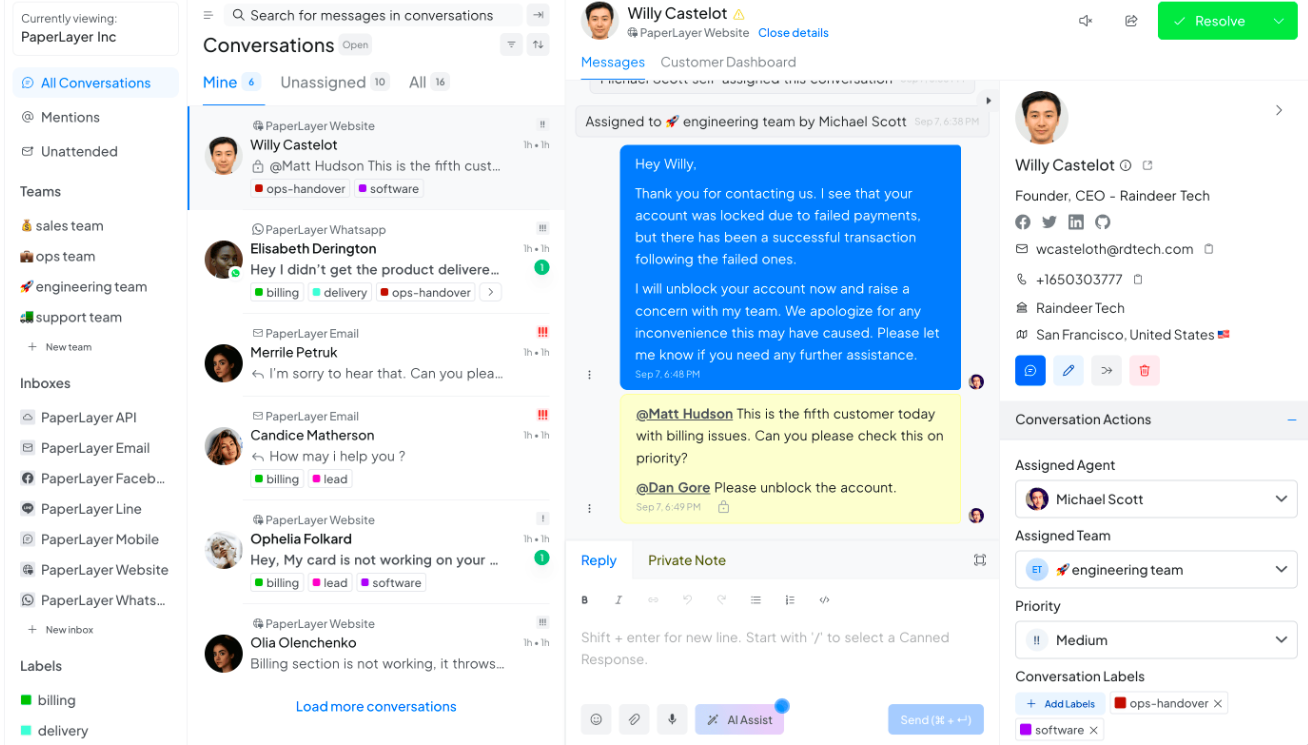 Currently viewing:
PaperLayer Inc
All Conversations
Mentions
Unattended
Teams
sales team
ops team
engineering team
support team
New team
Inboxes
PaperLayer API
PaperLayer Email
PaperLayer Faceb...
PaperLayer Line
PaperLayer Mobile
PaperLayer Website
PaperLayer Whats...
New inbox
Labels
billing
delivery
Search for messages in conversations
Conversations Open
Mine 6 Unassigned 10 All 16
PaperLayer Website
Willy Castelot 1h • 1h
@Matt Hudson This is the fifth cust...
ops-handover software
PaperLayer Whatsapp
Elisabeth Derington 1h • 1h
Hey I didn't get the product delivere... 1
billing delivery ops-handover
PaperLayer Email
Merrile Petruk 1h • 1h
I'm sorry to hear that. Can you plea...
PaperLayer Email
Candice Matherson 1h • 1h
How may i help you ?
billing lead
PaperLayer Website
Ophelia Folkard 1h • 1h
Hey, My card is not working on your ... 1
billing lead software
PaperLayer Website
Olia Olenchenko 1h • 1h
Billing section is not working, it throws...
Load more conversations
Willy Castelot
PaperLayer Website Close details
Resolve
Messages Customer Dashboard
Michael Scott self-assigned this conversation
Assigned to 🚀 engineering team by Michael Scott Sep 7, 6:38 PM
Hey Willy,
Thank you for contacting us. I see that your
account was locked due to failed payments,
but there has been a successful transaction
following the failed ones.
I will unblock your account now and raise a
concern with my team. We apologize for any
inconvenience this may have caused. Please let
me know if you need any further assistance.
Sep 7, 6:48 PM
@Matt Hudson This is the fifth customer today
with billing issues. Can you please check this on
priority?
@Dan Gore Please unblock the account.
Sep 7, 6:49 PM
Reply Private Note
B I
Shift + enter for new line. Start with '/' to select a Canned
Response.
AI Assist
Send (⌘ + ↵)
Willy Castelot
Founder, CEO - Raindeer Tech
wcasteloth@rdtech.com
+1650303777
Raindeer Tech
San Francisco, United States
Conversation Actions
Assigned Agent
Michael Scott
Assigned Team
ET 🚀 engineering team
Priority
!! Medium
Conversation Labels
+ Add Labels ops-handover ×
software ×